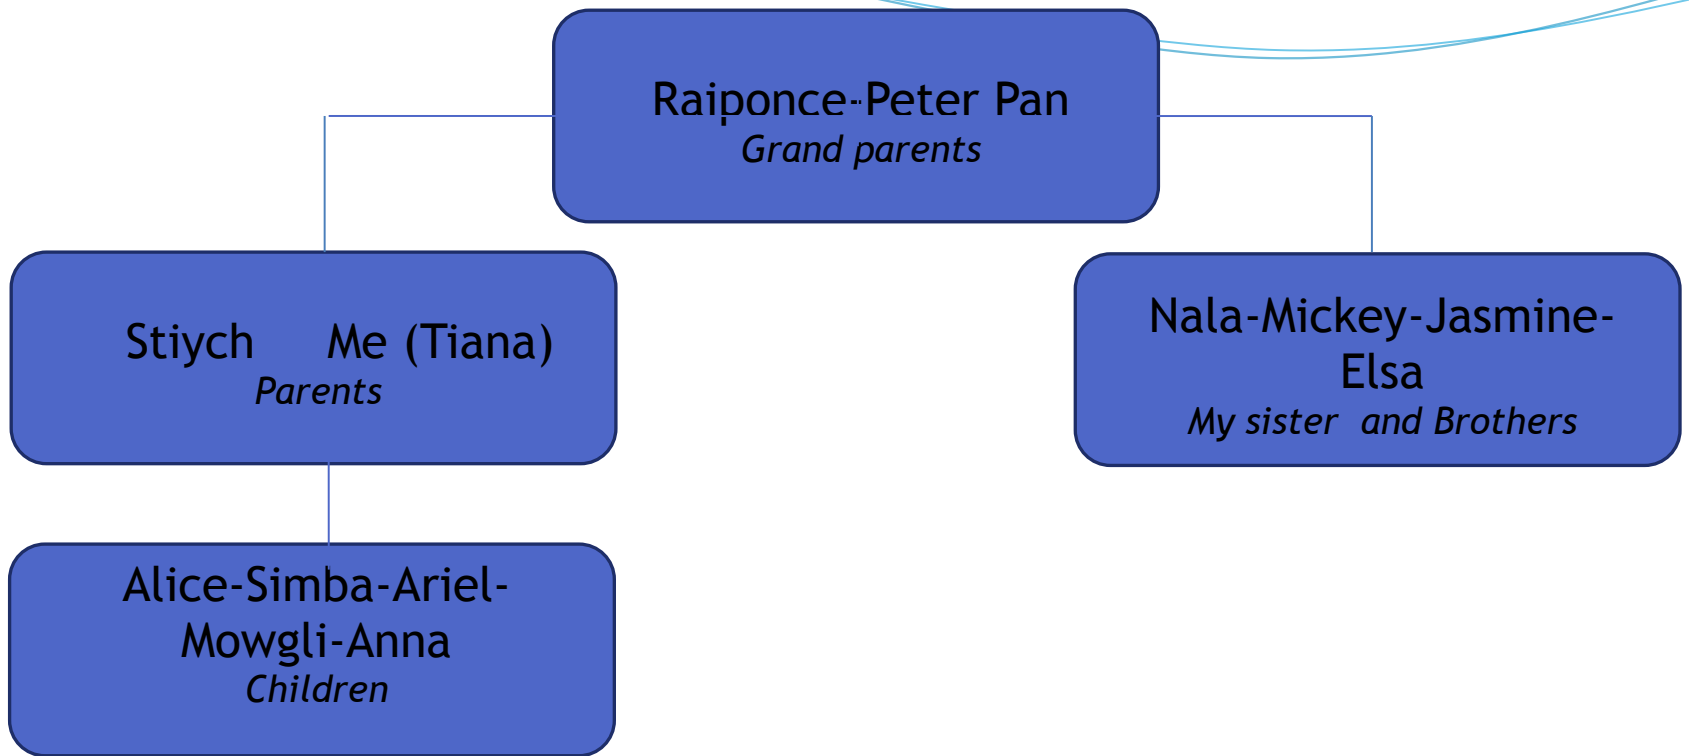 Raiponce-Peter Pan
Grand parents
Stiych Me (Tiana)
Parents
Nala-Mickey-Jasmine-
Elsa
My sister and Brothers
Alice-Simba-Ariel-
Mowgli-Anna
Children